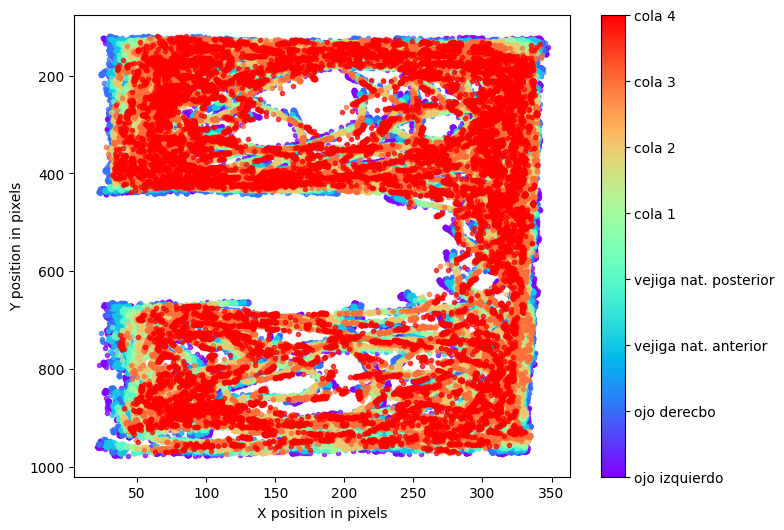 200
400
600
800
1000
Y position in pixels
50
100
150
200
250
300
350
X position in pixels
cola 4
cola 3
cola 2
cola 1
vejiga nat. posterior
vejiga nat. anterior
ojo derecbo
ojo izquierdo